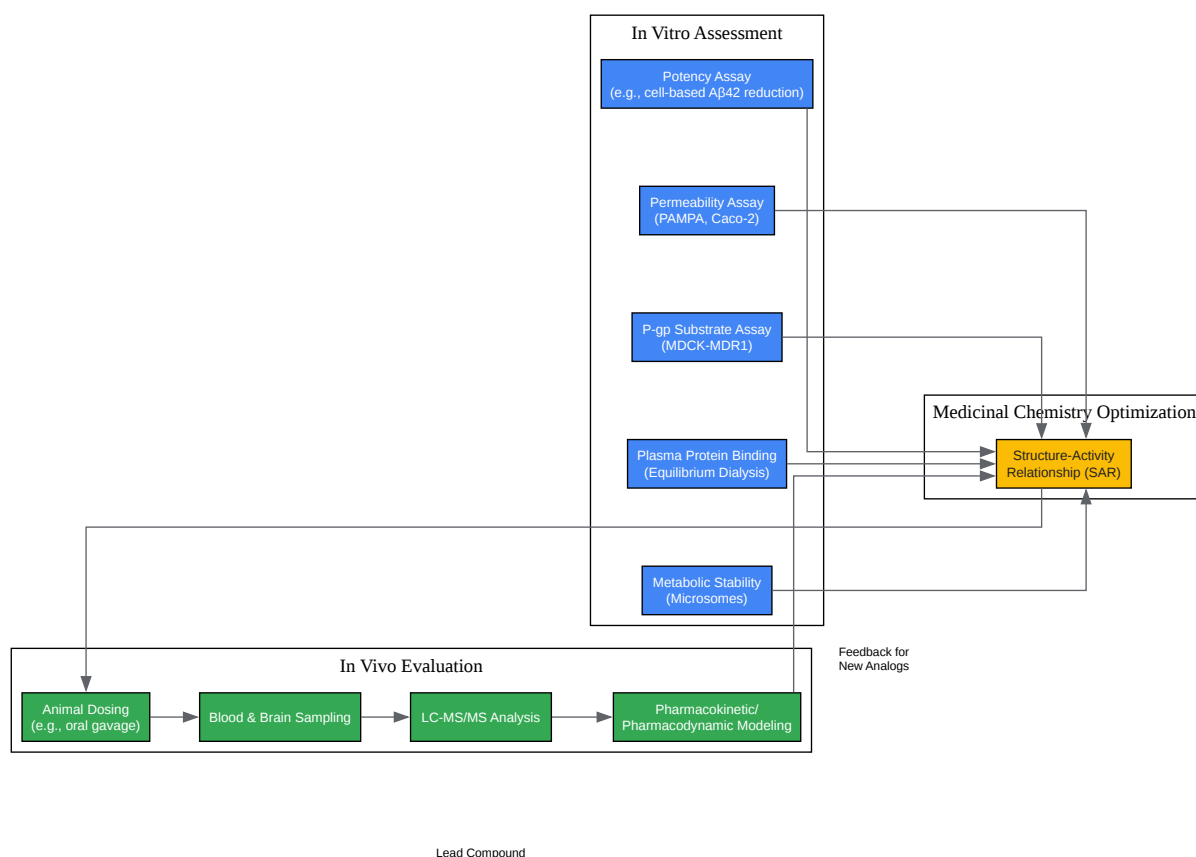 In Vitro Assessment
Potency Assay
(e.g., cell-based Aβ42 reduction)
Permeability Assay
(PAMPA, Caco-2)
P-gp Substrate Assay
(MDCK-MDR1)
Plasma Protein Binding
(Equilibrium Dialysis)
Metabolic Stability
(Microsomes)
Medicinal Chemistry Optimization
Structure-Activity
Relationship (SAR)
Feedback for
New Analogs
In Vivo Evaluation
Animal Dosing
(e.g., oral gavage)
Blood & Brain Sampling
LC-MS/MS Analysis
Pharmacokinetic/
Pharmacodynamic Modeling
Lead Compound